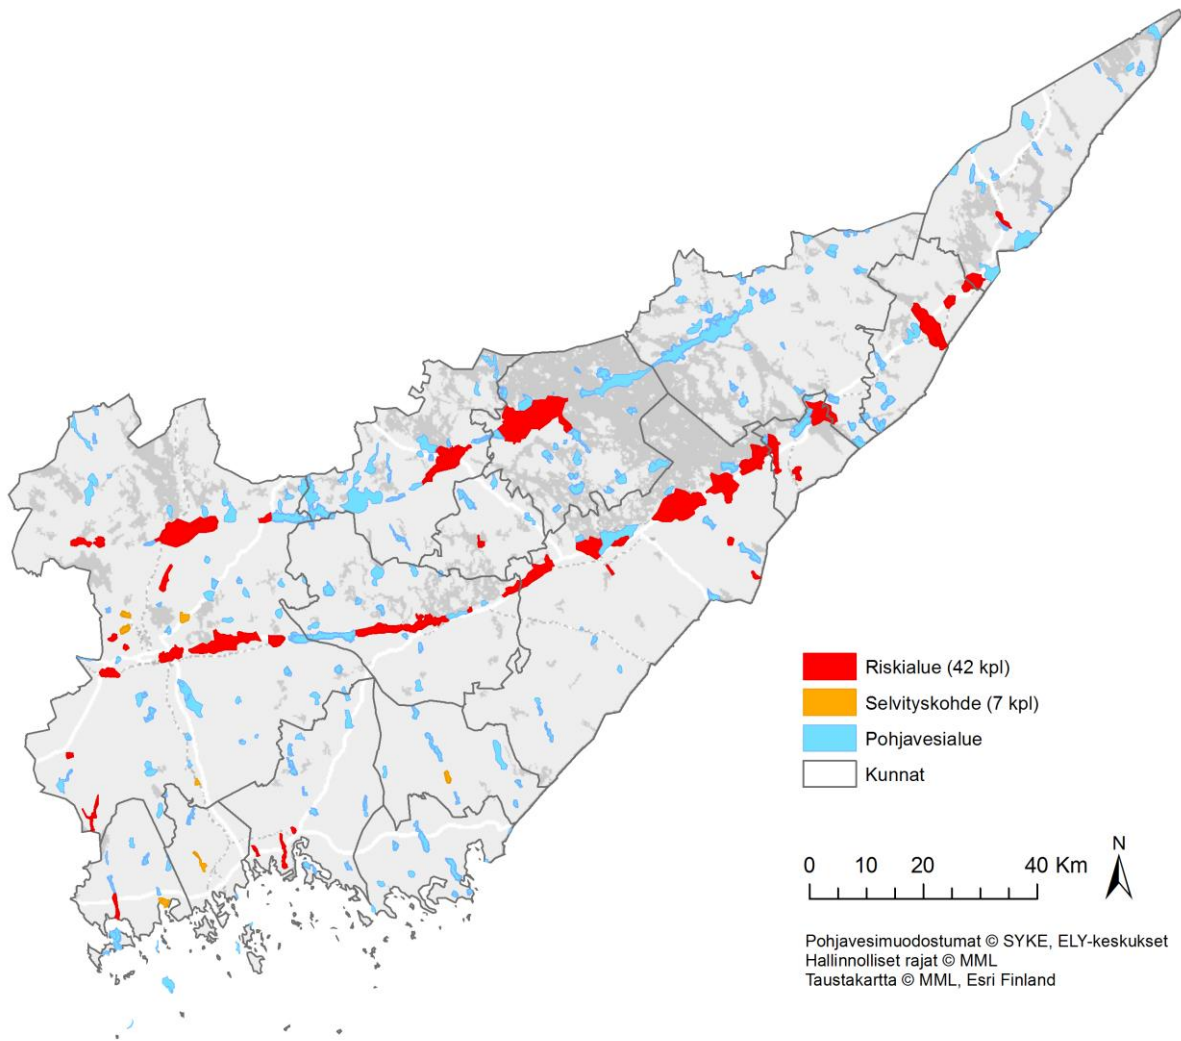 Riskialue (42 kpl)
Selvityskohde (7 kpl)
Pohjavesialue
Kunnat
N
0 10 20 40 Km
Pohjavesimuodostumat © SYKE, ELY-keskukset
Hallinnolliset rajat © MML
Taustakartta © MML, Esri Finland